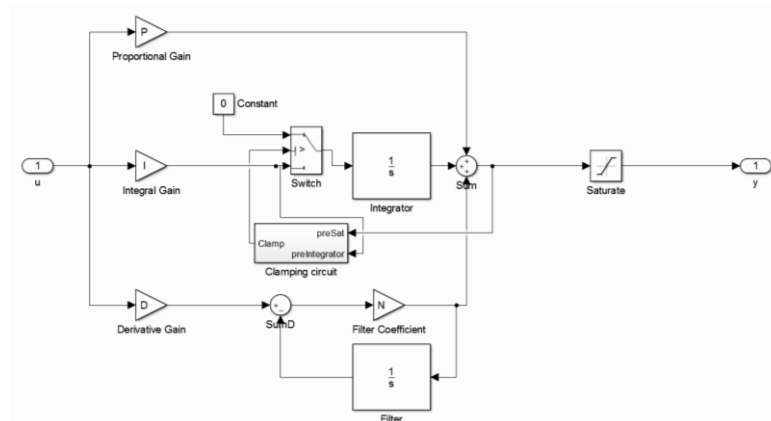 P
Proportional Gain
0
Constant
1
u
I
Integral Gain
>
Switch
1
s
Integrator
+
+
+
Sum
Saturate
1
y
preSat
Clamp
preIntegrator
Clamping circuit
D
Derivative Gain
+
−
SumD
N
Filter Coefficient
1
s
Filter